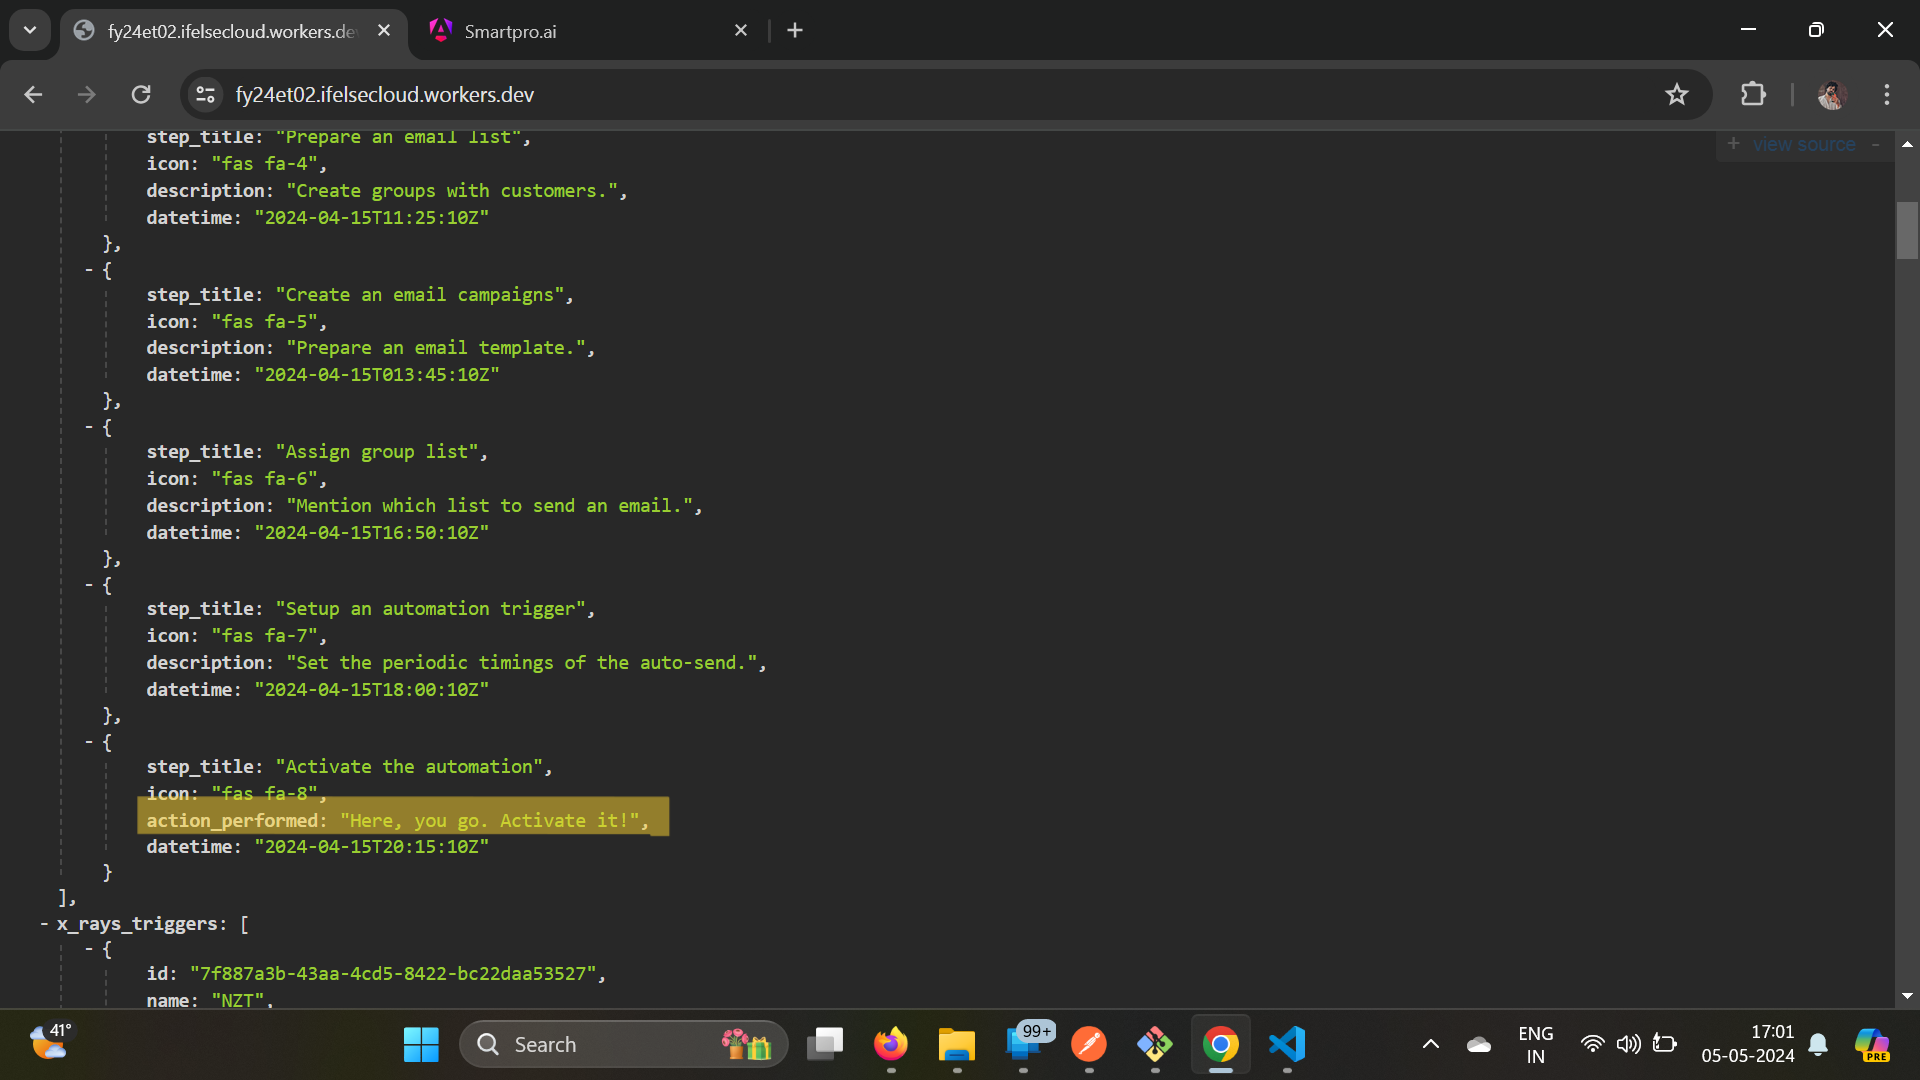 fy24et02.ifelsecloud.workers.de
Smartpro.ai
fy24et02.ifelsecloud.workers.dev
+ view source -
step_title: "Prepare an email list",
icon: "fas fa-4",
description: "Create groups with customers.",
datetime: "2024-04-15T11:25:10Z"
},
- {
step_title: "Create an email campaigns",
icon: "fas fa-5",
description: "Prepare an email template.",
datetime: "2024-04-15T013:45:10Z"
},
- {
step_title: "Assign group list",
icon: "fas fa-6",
description: "Mention which list to send an email.",
datetime: "2024-04-15T16:50:10Z"
},
- {
step_title: "Setup an automation trigger",
icon: "fas fa-7",
description: "Set the periodic timings of the auto-send.",
datetime: "2024-04-15T18:00:10Z"
},
- {
step_title: "Activate the automation",
icon: "fas fa-8",
action_performed: "Here, you go. Activate it!",
datetime: "2024-04-15T20:15:10Z"
}
],
- x_rays_triggers: [
- {
id: "7f887a3b-43aa-4cd5-8422-bc22daa53527",
name: "NZT",
41°
Search
99+
ENG
IN
17:01
05-05-2024
PRE